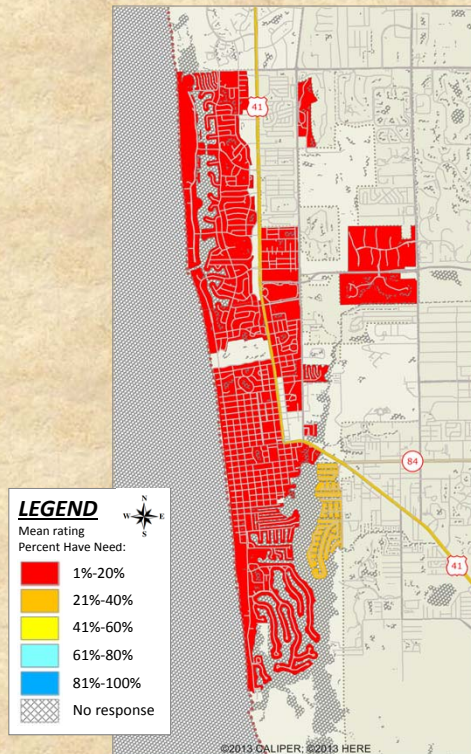 41
84
41
LEGEND
N
W E
S
Mean rating
Percent Have Need:
1%-20%
21%-40%
41%-60%
61%-80%
81%-100%
No response
©2013 CALIPER; ©2013 HERE